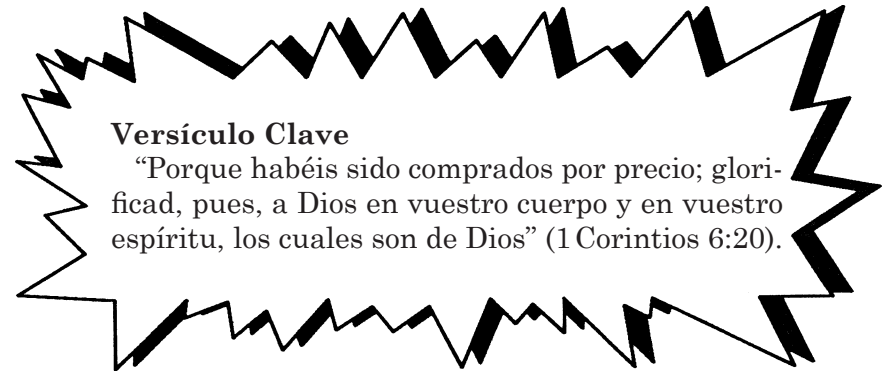 Versículo Clave
“Porque habéis sido comprados por precio; glori-
ficad, pues, a Dios en vuestro cuerpo y en vuestro
espíritu, los cuales son de Dios” (1 Corintios 6:20).